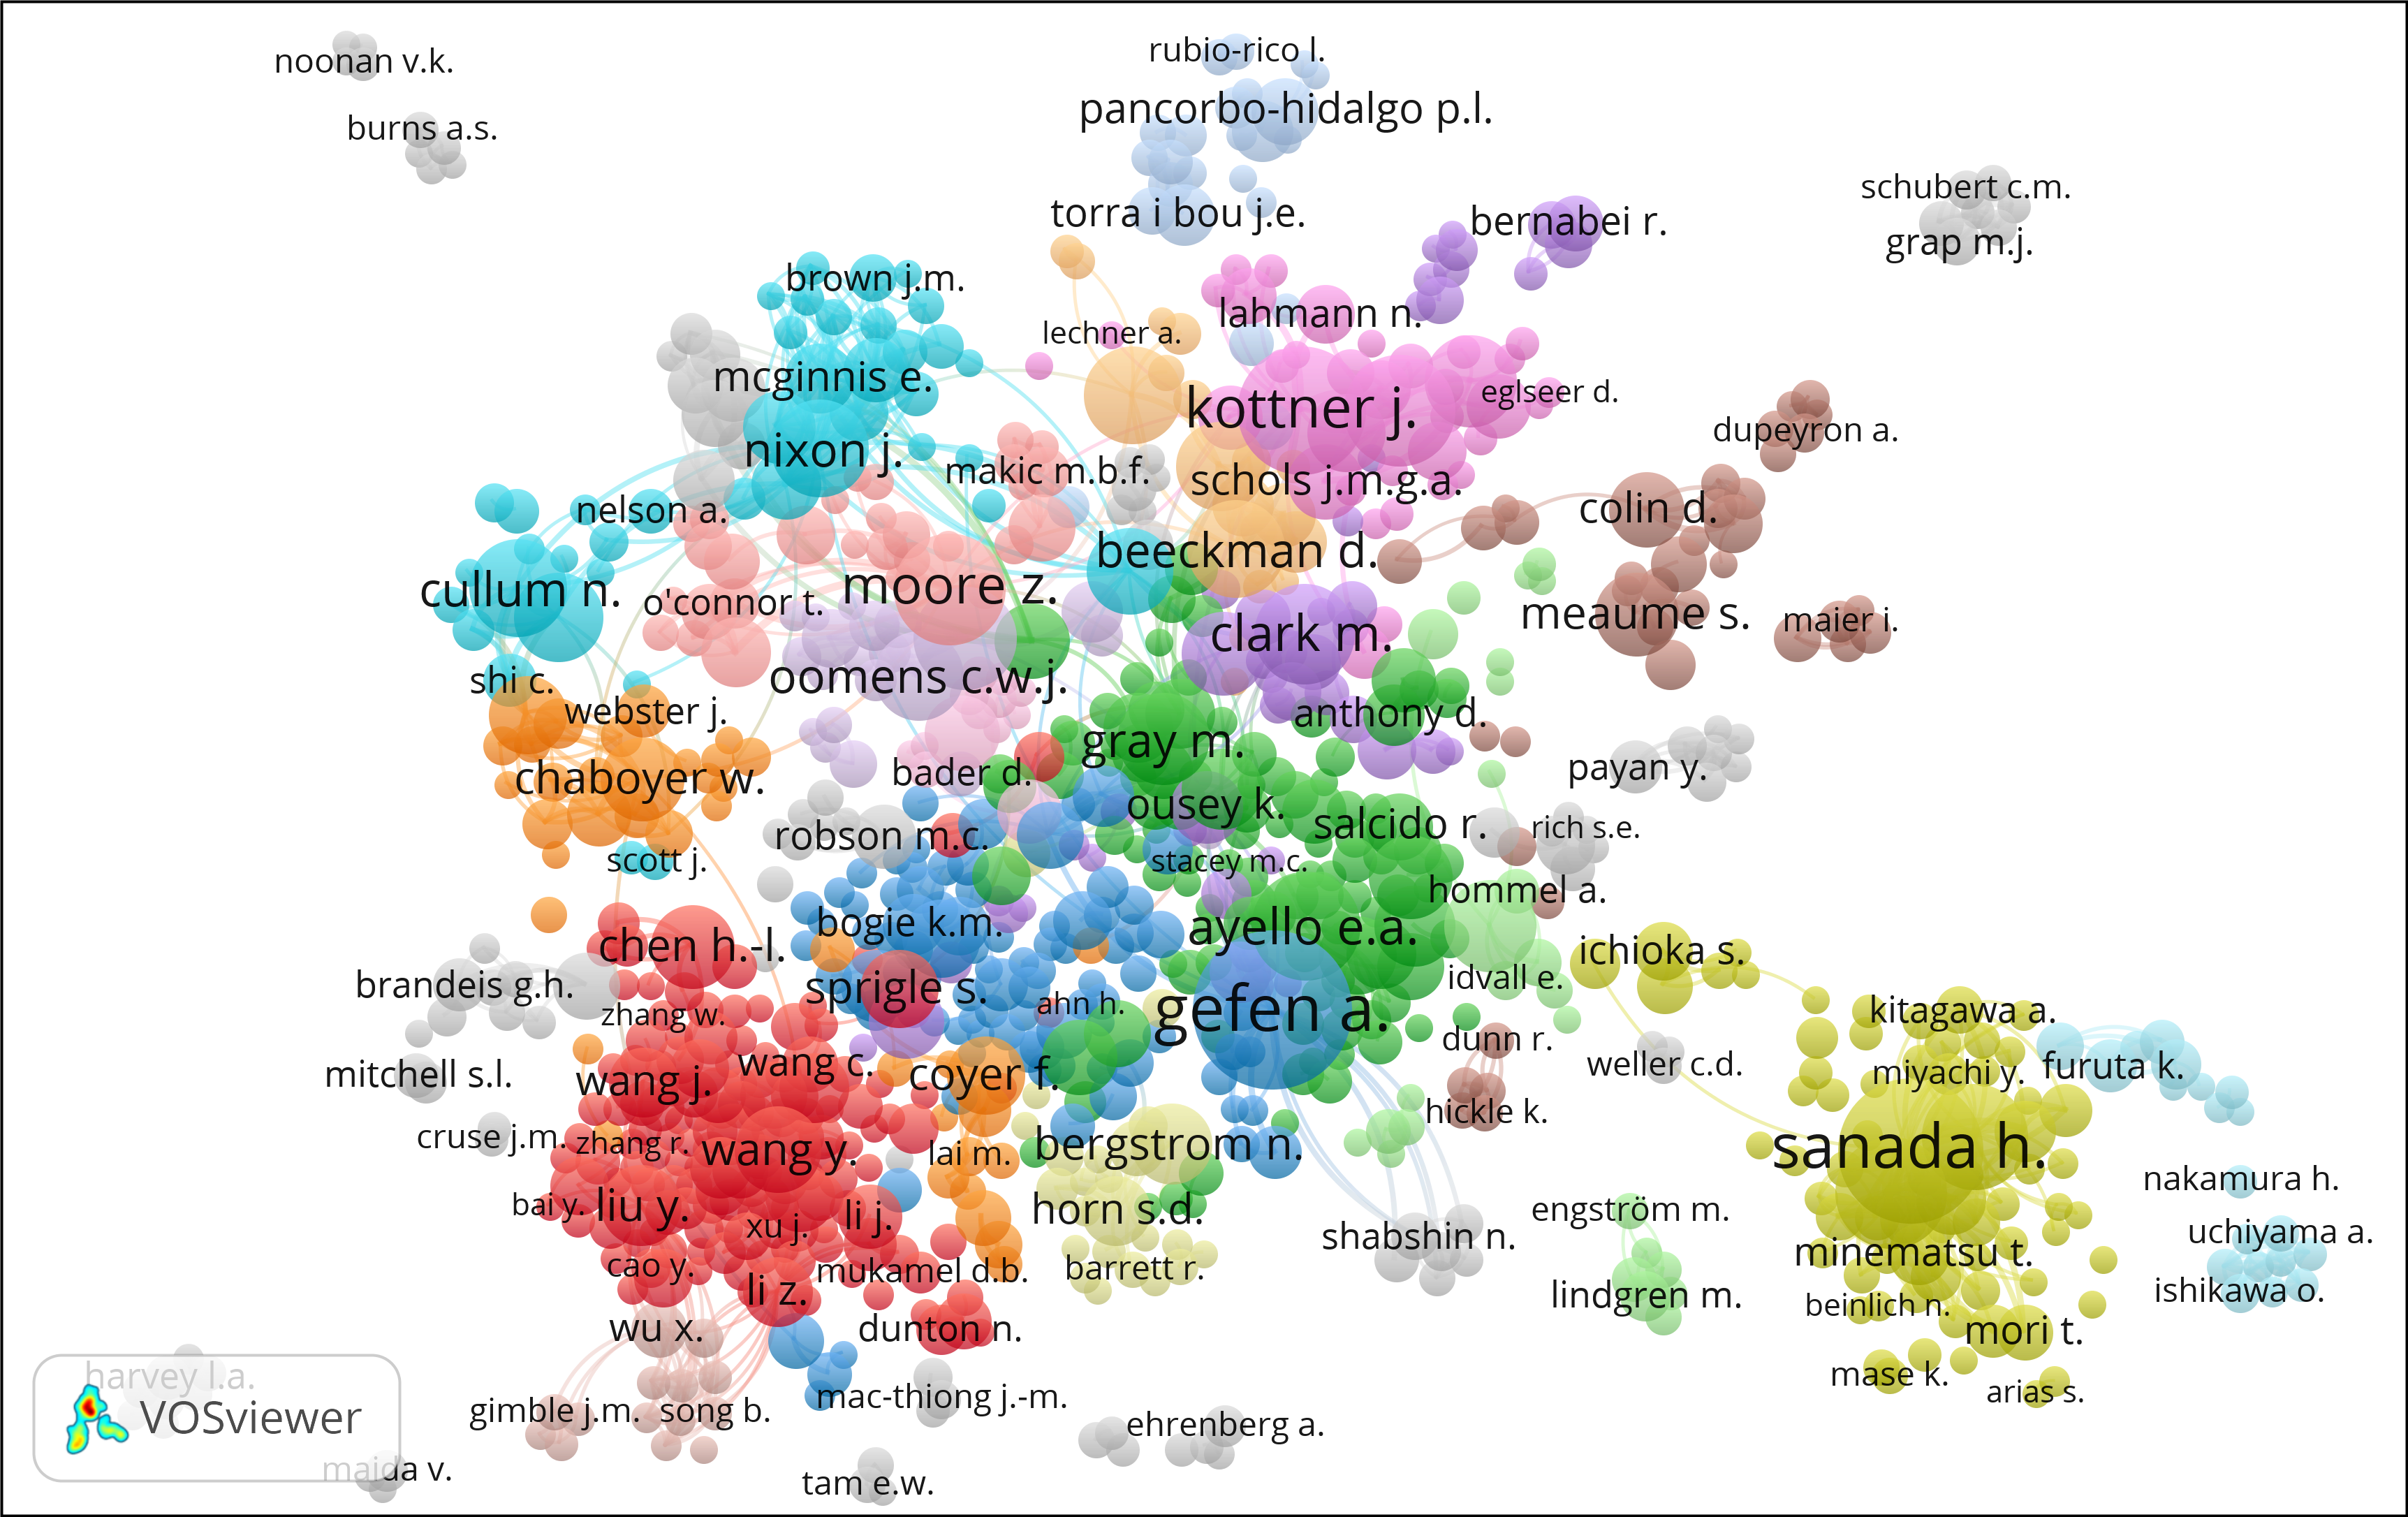 noonan v.k.
rubio-rico l.
pancorbo-hidalgo p.l.
burns a.s.
schubert c.m.
torra i bou j.e.
bernabei r.
grap m.j.
brown j.m.
lahmann n.
lechner a.
mcginnis e.
kottner j.
eglseer d.
dupeyron a.
nixon j.
makic m.b.f.
schols j.m.g.a.
nelson a.
colin d.
beeckman d.
cullum n.
o'connor t.
moore z.
clark m.
meaume s.
maier i.
shi c.
oomens c.w.j.
webster j.
anthony d.
gray m.
chaboyer w.
bader d.
payan y.
ousey k.
robson m.c.
salcido r.
rich s.e.
scott j.
stacey m.c.
hommel a.
bogie k.m.
ayello e.a.
chen h.-l.
ichioka s.
brandeis g.h.
sprigle s.
idvall e.
zhang w.
ahn h.
gefen a.
kitagawa a.
dunn r.
mitchell s.l.
wang j.
wang c.
coyer f.
weller c.d.
miyachi y.
furuta k.
hickle k.
cruse j.m.
zhang r.
wang y.
lai m.
bergstrom n.
sanada h.
nakamura h.
bai y.
liu y.
xu j.
li j.
horn s.d.
shabshin n.
engström m.
uchiyama a.
cao y.
mukamel d.b.
barrett r.
minematsu t.
li z.
lindgren m.
beinlich n.
ishikawa o.
wu x.
dunton n.
mori t.
harvey l.a.
mase k.
arias s.
VOSviewer
gimble j.m.
song b.
mac-thiong j.-m.
ehrenberg a.
maida v.
tam e.w.